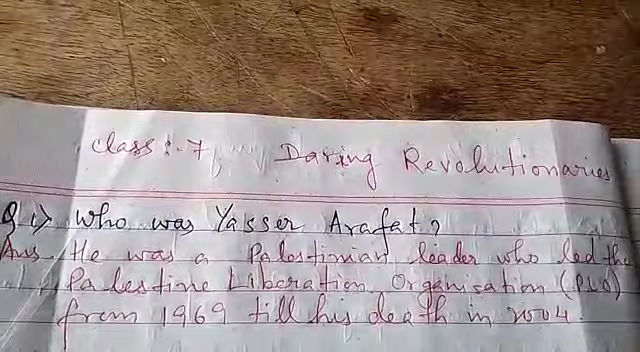 Class :- 7, Daring Revolutionaries
Q 1) Who was Yasser Arafat?
Ans. He was a Palestinian leader who led the
Palestine Liberation Organisation (PLO)
from 1969 till his death in 2004.